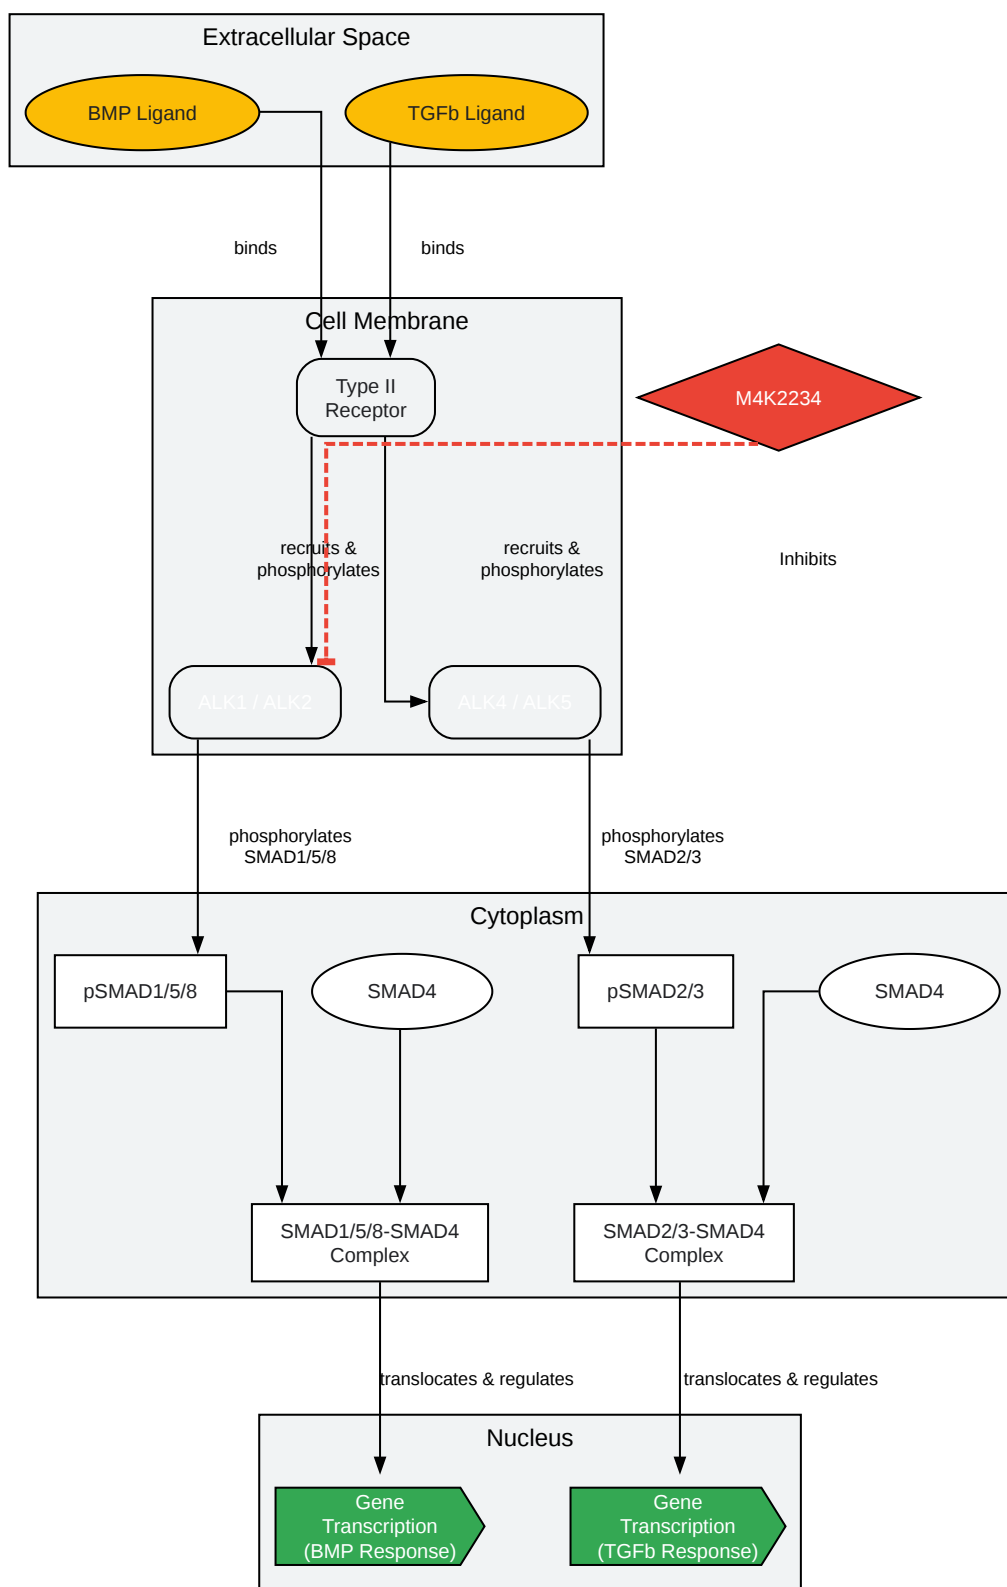 Extracellular Space
BMP Ligand
TGFb Ligand
binds
binds
Cell Membrane
Type II
Receptor
M4K2234
recruits &
phosphorylates
recruits &
phosphorylates
Inhibits
ALK1 / ALK2
ALK4 / ALK5
phosphorylates
SMAD1/5/8
phosphorylates
SMAD2/3
Cytoplasm
pSMAD1/5/8
SMAD4
pSMAD2/3
SMAD4
SMAD1/5/8-SMAD4
Complex
SMAD2/3-SMAD4
Complex
translocates & regulates
translocates & regulates
Nucleus
Gene
Transcription
(BMP Response)
Gene
Transcription
(TGFb Response)